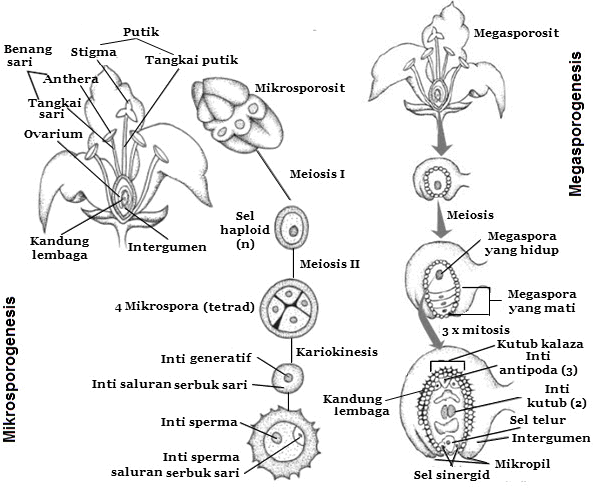 Putik
Benang
sari
Stigma
Tangkai putik
Anthera
Tangkai
sari
Ovarium
Kandung
lembaga
Intergumen
Mikrosporogenesis
Mikrosporosit
Meiosis I
Sel
haploid
(n)
Meiosis II
4 Mikrospora (tetrad)
Kariokinesis
Inti generatif
Inti saluran serbuk sari
Inti sperma
Inti sperma
saluran serbuk sari
Megasporogenesis
Megasporosit
Meiosis
Megaspora
yang hidup
Megaspora
yang mati
3 x mitosis
Kutub kalaza
Inti
antipoda (3)
Kandung
lembaga
Inti
kutub (2)
Sel telur
Intergumen
Mikropil
Sel sinergid